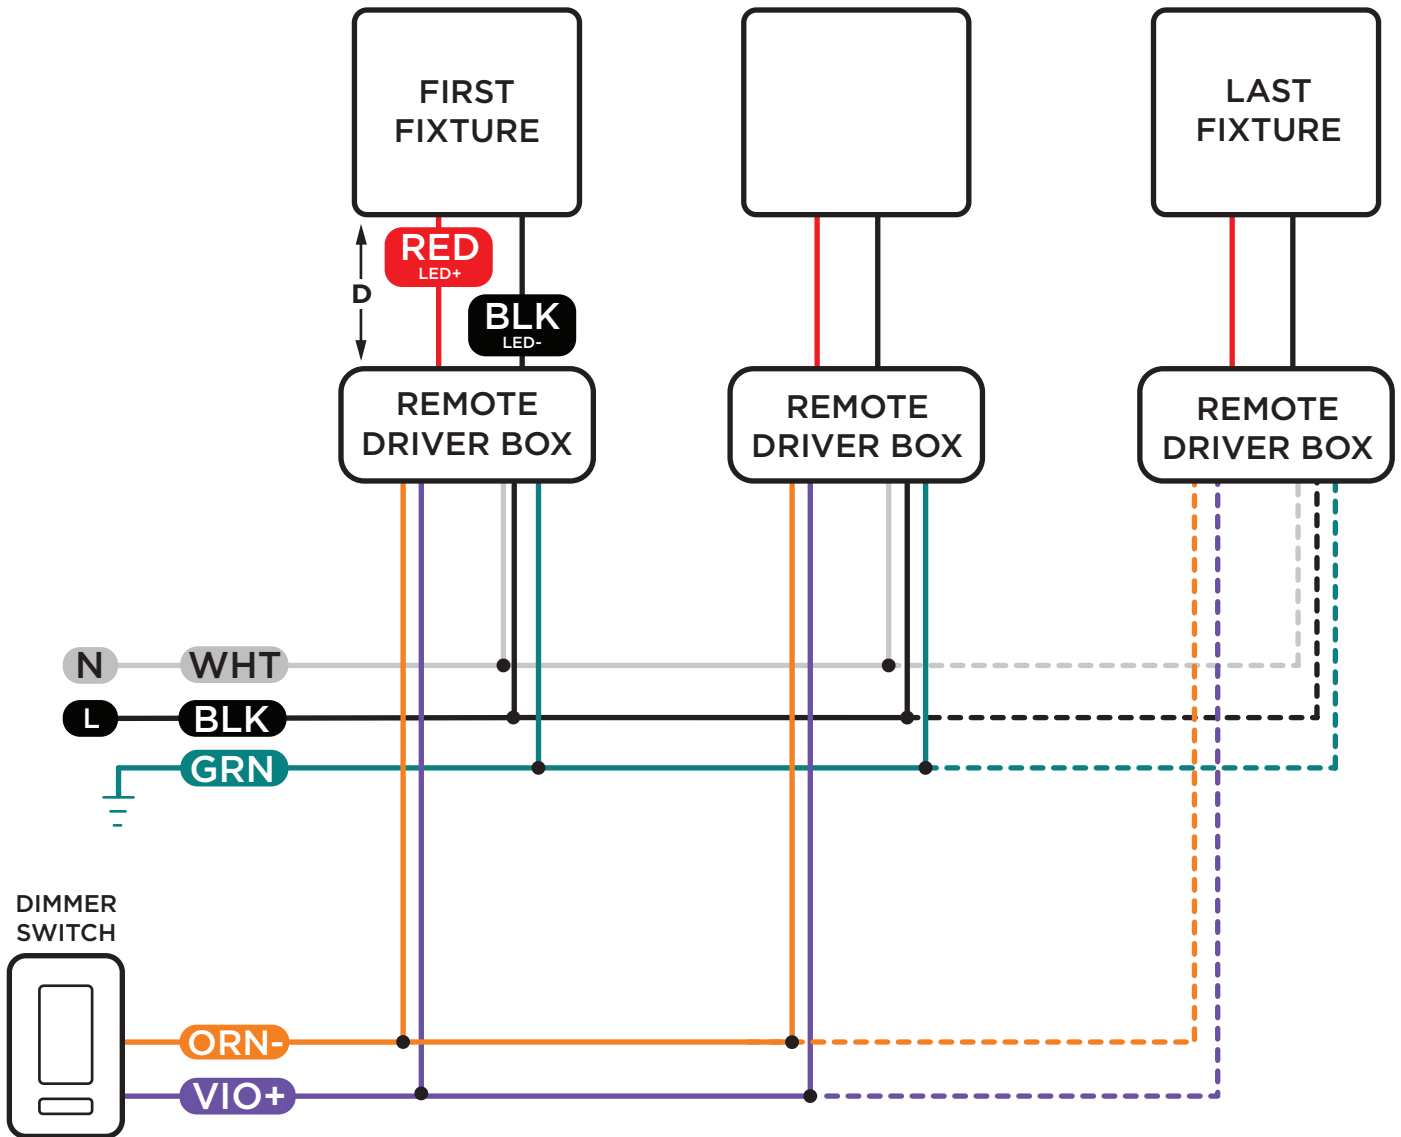 FIRST
FIXTURE
LAST
FIXTURE
RED
LED+
D
BLK
LED-
REMOTE
DRIVER BOX
REMOTE
DRIVER BOX
REMOTE
DRIVER BOX
N
WHT
L
BLK
GRN
DIMMER
SWITCH
ORN-
VIO+